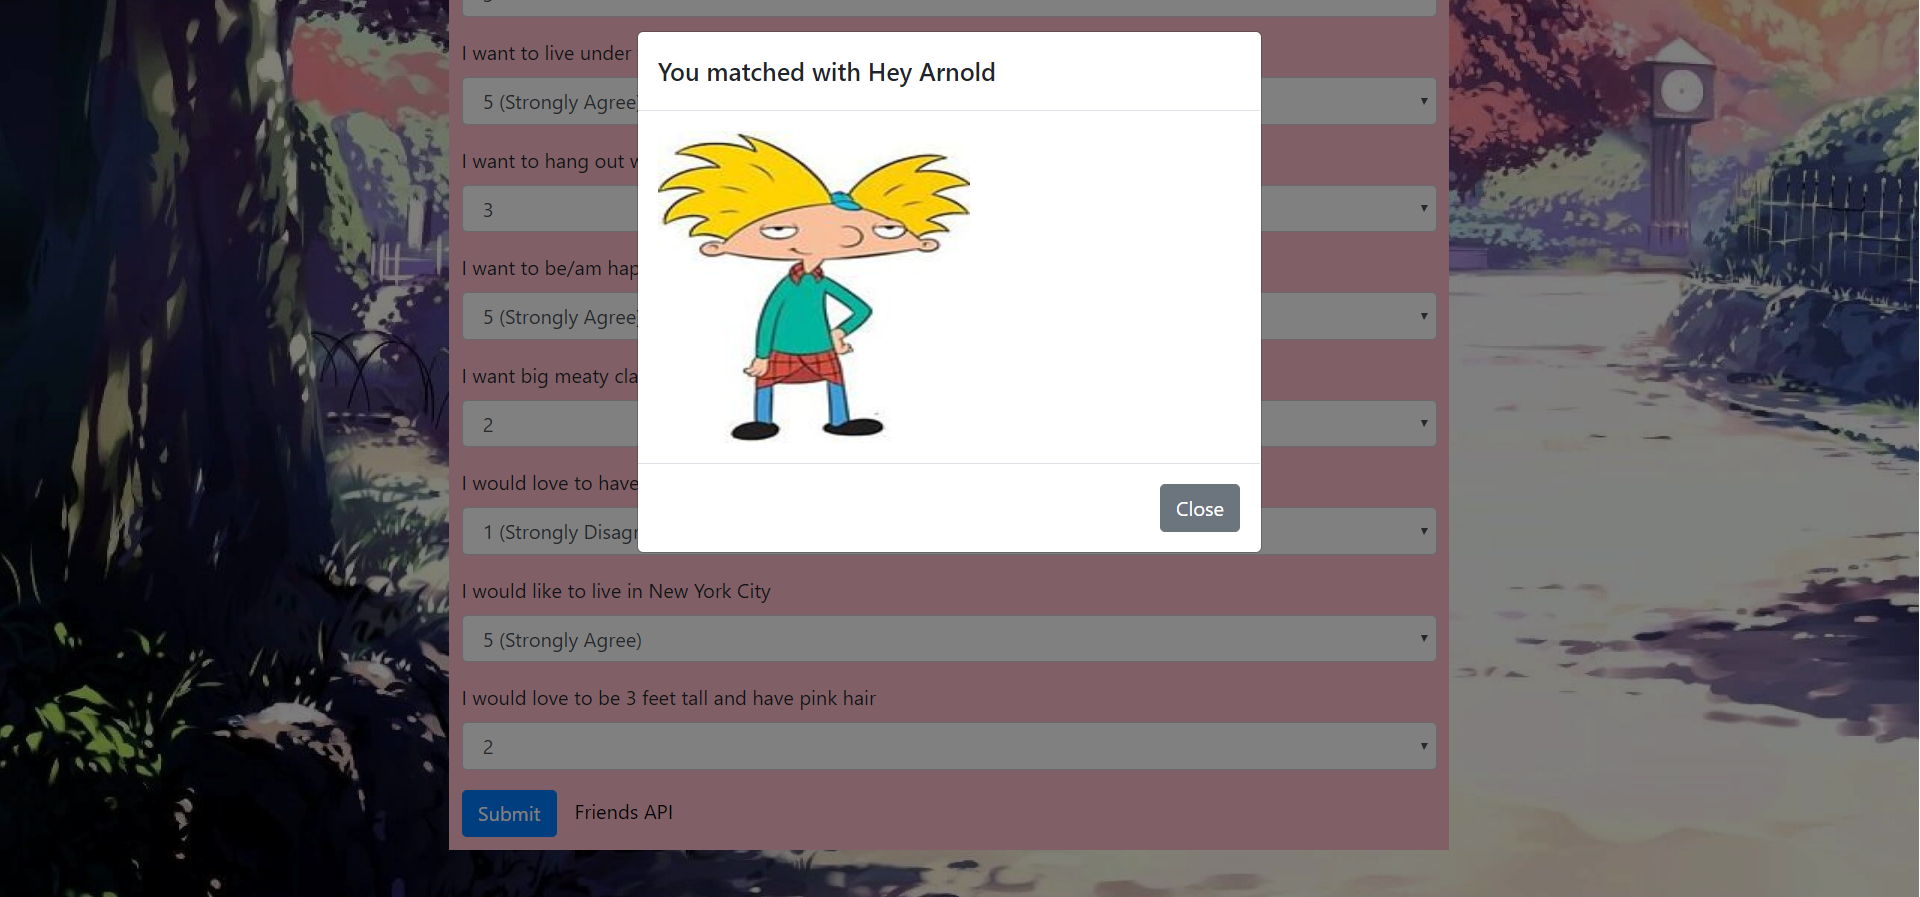 I want to live under
You matched with Hey Arnold
5 (Strongly Agree)
I want to hang out
3
I want to be/am
5 (Strongly Agree)
I want big meaty
2
I would love to have
1 (Strongly
Close
I would like to live in New York City
5 (Strongly Agree)
I would love to be 3 feet tall and have pink hair
2
Submit
Friends API